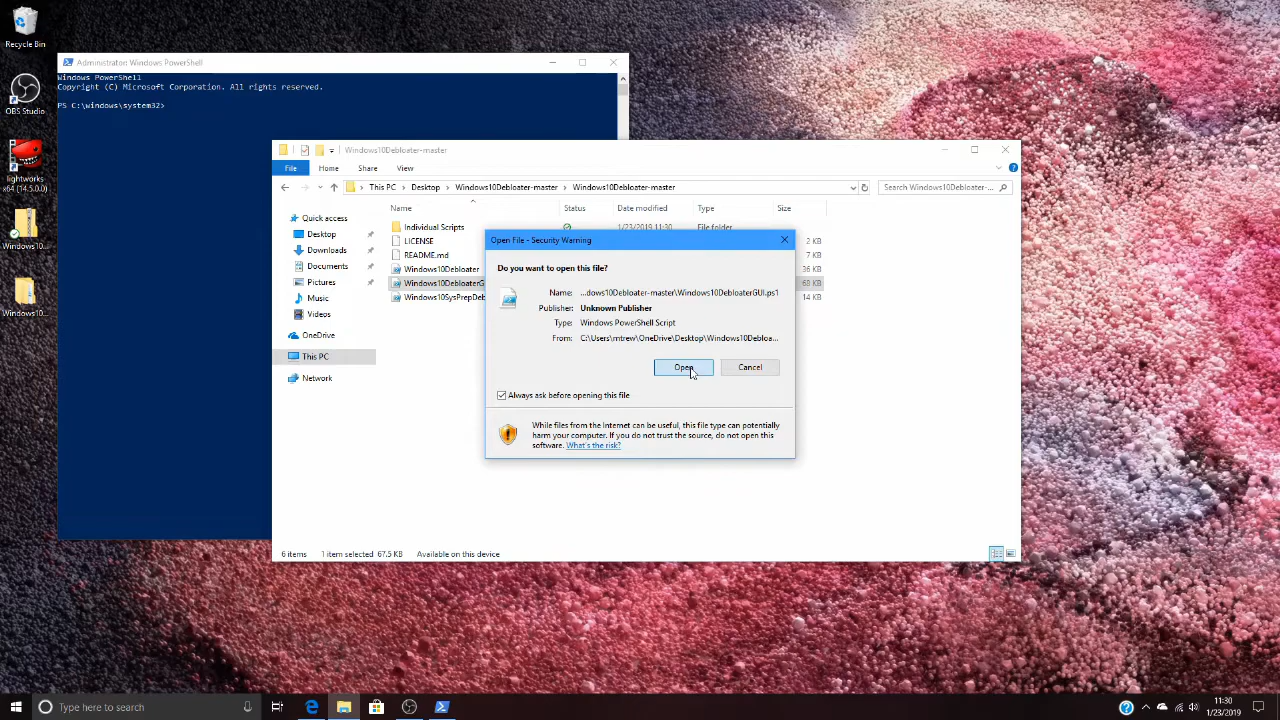 Recycle Bin
OBS Studio
lightworks
x64 (14.5.0.0)
Windows10...
Windows10...
Administrator: Windows PowerShell
Windows PowerShell
Copyright (C) Microsoft Corporation. All rights reserved.
PS C:\windows\system32>
Windows10Debloater-master
File
Home
Share
View
This PC > Desktop > Windows10Debloater-master > Windows10Debloater-master
Search Windows10Debloater-...
Name
Status
Date modified
Type
Size
Quick access
Desktop
Downloads
Documents
Pictures
Music
Videos
OneDrive
This PC
Network
Individual Scripts
1/23/2019 11:30
File folder
LICENSE
2 KB
README.md
7 KB
Windows10Debloater
36 KB
Windows10DebloaterG
68 KB
Windows10SysPrepDeb
14 KB
Open File - Security Warning
Do you want to open this file?
Name: ...dows10Debloater-master\Windows10DebloaterGUI.ps1
Publisher: Unknown Publisher
Type: Windows PowerShell Script
From: C:\Users\mtrew\OneDrive\Desktop\Windows10Debloa...
Open
Cancel
Always ask before opening this file
While files from the Internet can be useful, this file type can potentially
harm your computer. If you do not trust the source, do not open this
software. What's the risk?
6 items
1 item selected 67.5 KB
Available on this device
Type here to search
11:30
1/23/2019